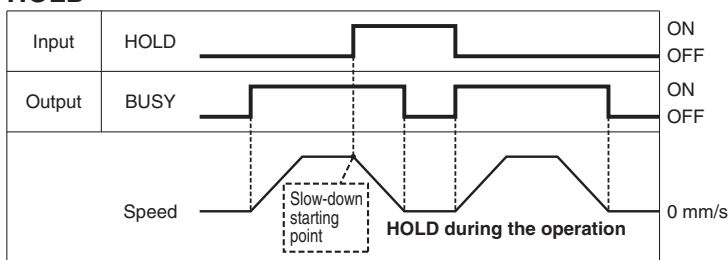 HOLD
Input HOLD ON
OFF
Output BUSY ON
OFF
Speed 0 mm/s
Slow-down
starting
point
HOLD during the operation